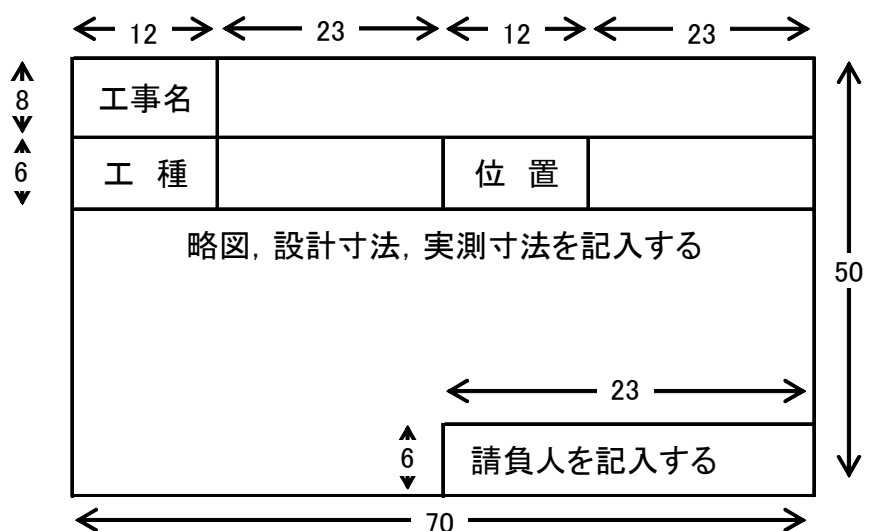 12 23 12 23
8 工事名
6 工 種 位 置
略図, 設計寸法, 実測寸法を記入する
50
23
6 請負人を記入する
70